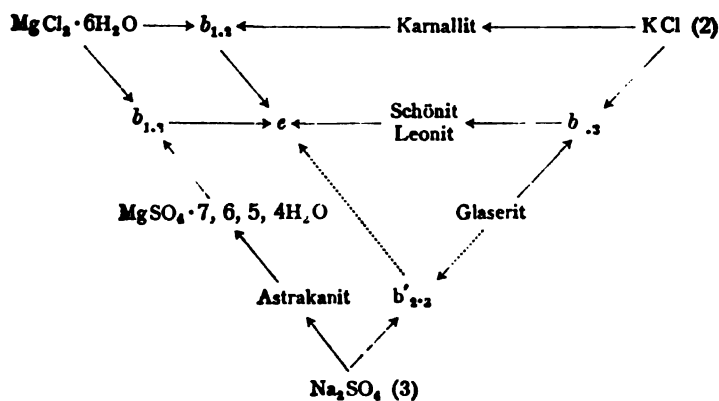 MgCl₂·6H₂O b₁.₂ Karnallit KCl (2)
b₁.₃ e Schönit b .₃
Leonit
MgSO₄·7, 6, 5, 4H₂O Glaserit
Astrakanit b'₂.₃
Na₂SO₄ (3)